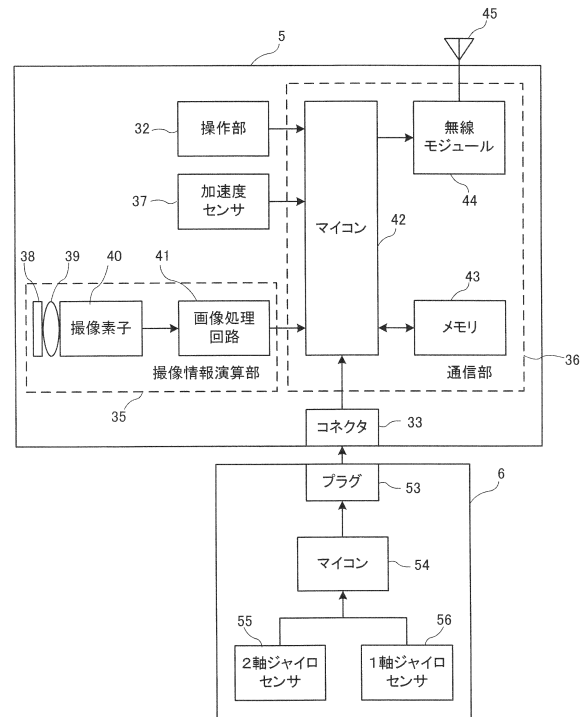 45
5
操作部
32
無線
モジュール
44
加速度
センサ
37
マイコン
42
38
39
40
41
43
撮像素子
画像処理
回路
メモリ
撮像情報演算部
通信部
36
35
コネクタ
33
プラグ
53
6
マイコン
54
55
56
2軸ジャイロ
センサ
1軸ジャイロ
センサ